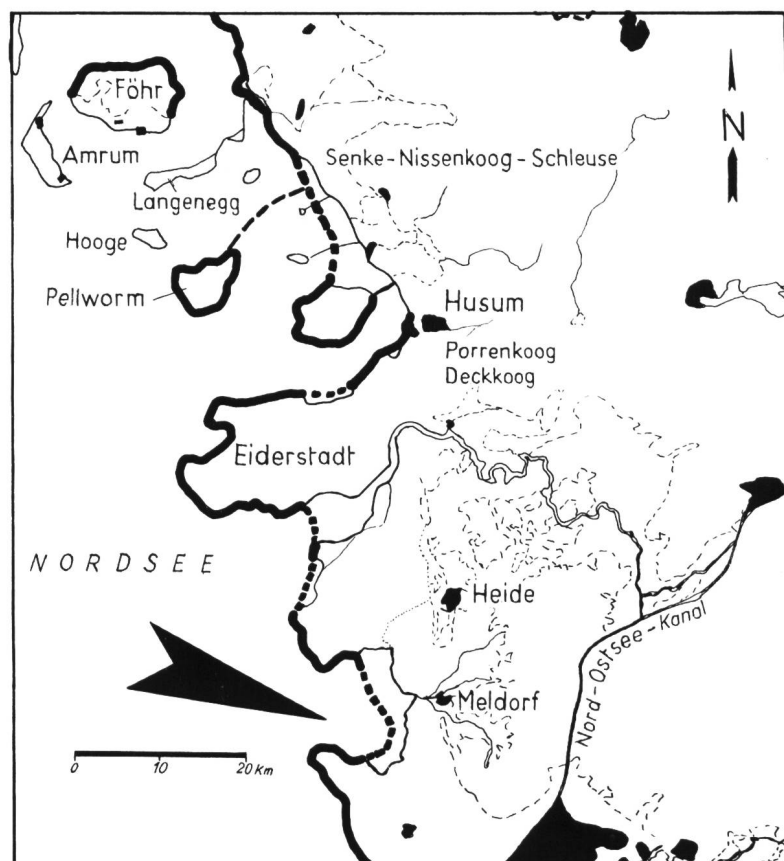 Föhr
Amrum
Senke-Nissenkoog-Schleuse
N
Langenegg
Hooge
Pellworm
Husum
Porrenkoog
Deckkoog
Eiderstadt
NORDSEE
Heide
Meldorf
Nord-Ostsee-Kanal
0 10 20 Km